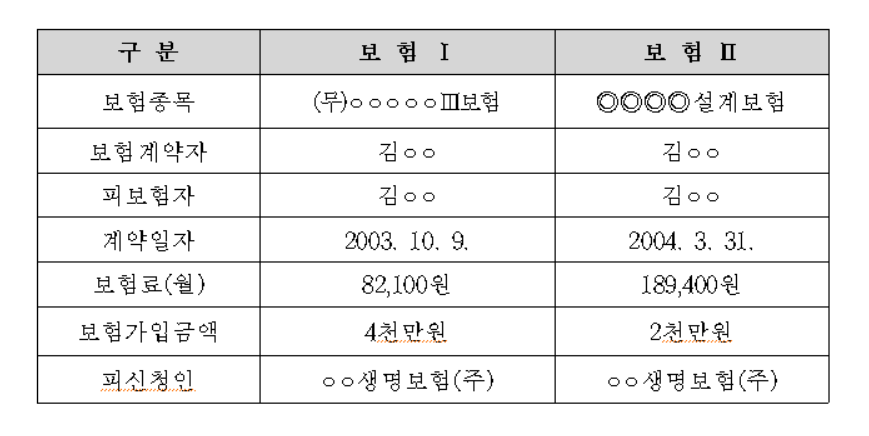 구 분 보 험 Ⅰ 보 험 Ⅱ
보험종목 (무)○○○○○Ⅲ보험 ◎◎◎◎설계보험
보험계약자 김○○ 김○○
피보험자 김○○ 김○○
계약일자 2003. 10. 9. 2004. 3. 31.
보험료(월) 82,100원 189,400원
보험가입금액 4천만원 2천만원
피신청인 ○○생명보험(주) ○○생명보험(주)